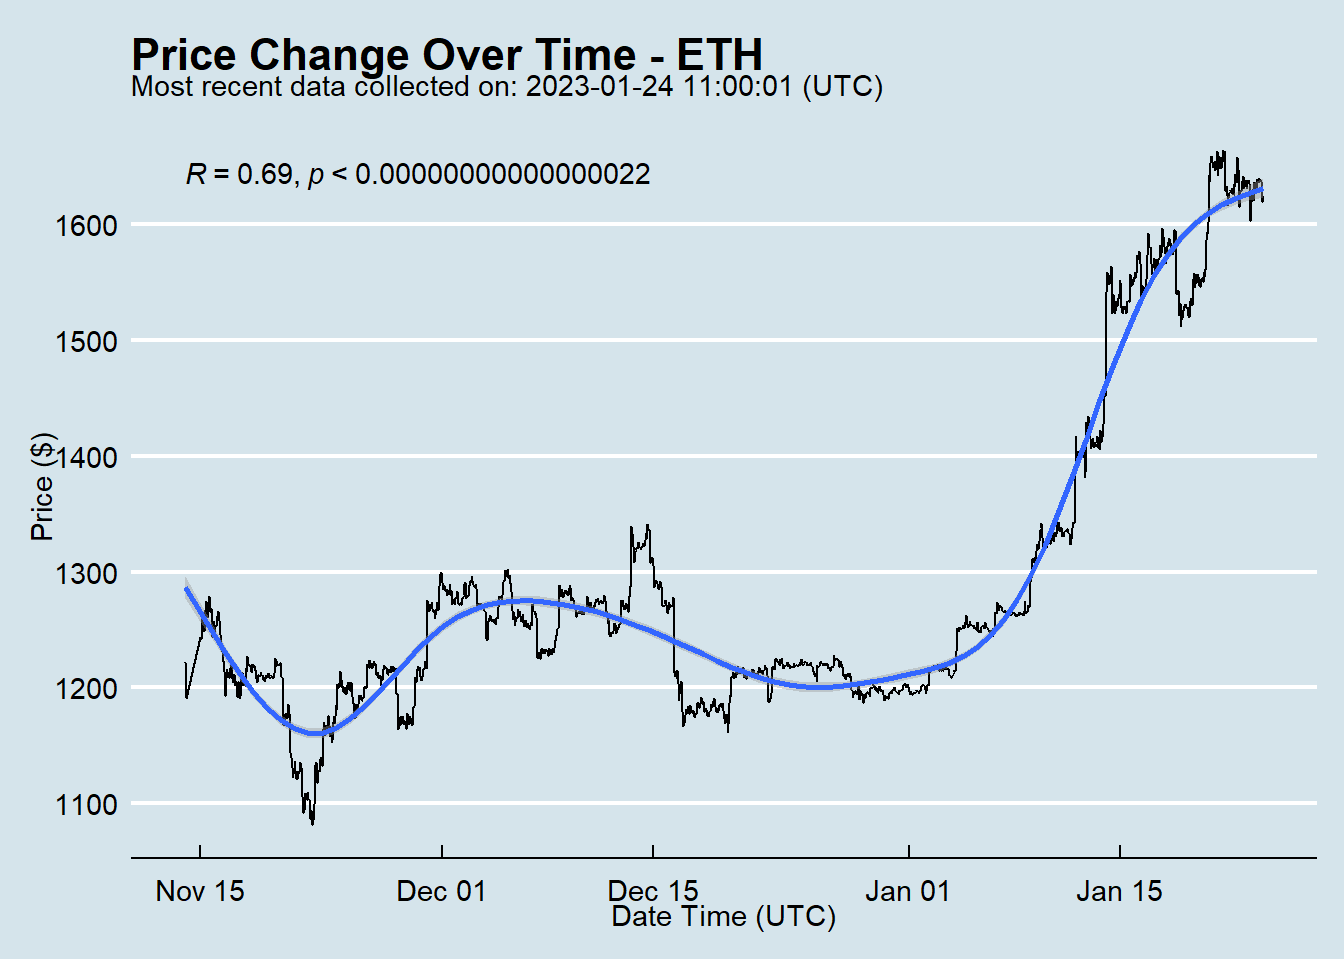 Price Change Over Time - ETH
Most recent data collected on: 2023-01-24 11:00:01 (UTC)
R = 0.69, p < 0.00000000000000022
1600
1500
1400
1300
1200
1100
Price ($)
Nov 15 Dec 01 Dec 15 Jan 01 Jan 15
Date Time (UTC)